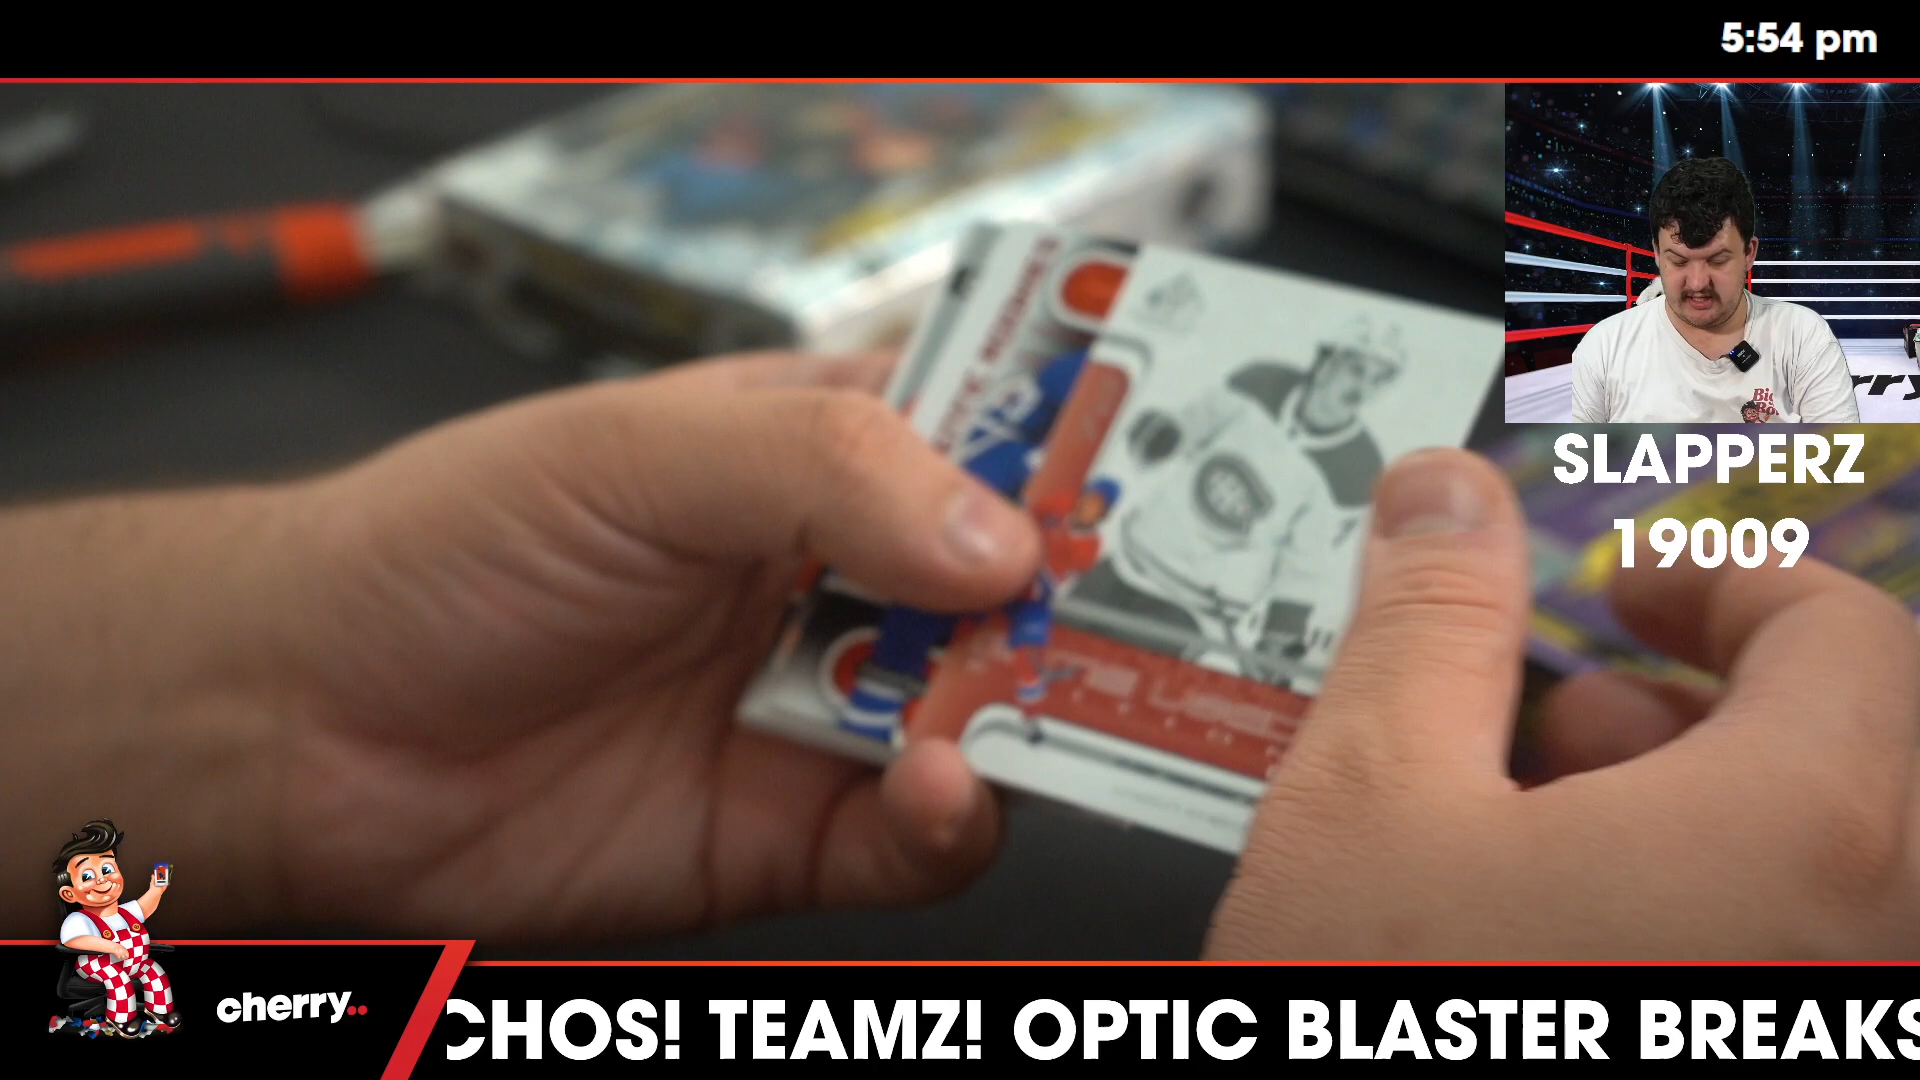 5:54 pm
SLAPPERZ
19009
cherry..
CHOS! TEAMZ! OPTIC BLASTER BREAKS